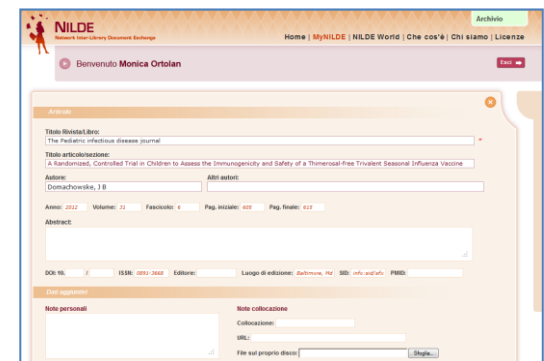 Archivio
NILDE
Network Inter-Library Document Exchange
Home | MyNILDE | NILDE World | Che cos'è | Chi siamo | Licenze
Benvenuto Monica Ortolan
Esci
Articolo
Titolo Rivista/Libro:
The Pediatric infectious disease journal *
Titolo articolo/sezione:
A Randomized, Controlled Trial in Children to Assess the Immunogenicity and Safety of a Thimerosal-free Trivalent Seasonal Influenza Vaccine
Autore: Altri autori:
Domachowske, J B
Anno: 2012 Volume: 31 Fascicolo: 6 Pag. iniziale: 605 Pag. finale: 615
Abstract:
DOI: 10. ISSN: 0891-3668 Editore: Luogo di edizione: Baltimore, Md SID: PMID:
Dati aggiuntivi
Note personali Note collocazione
Collocazione:
URL:
File sul proprio disco: Sfoglia...